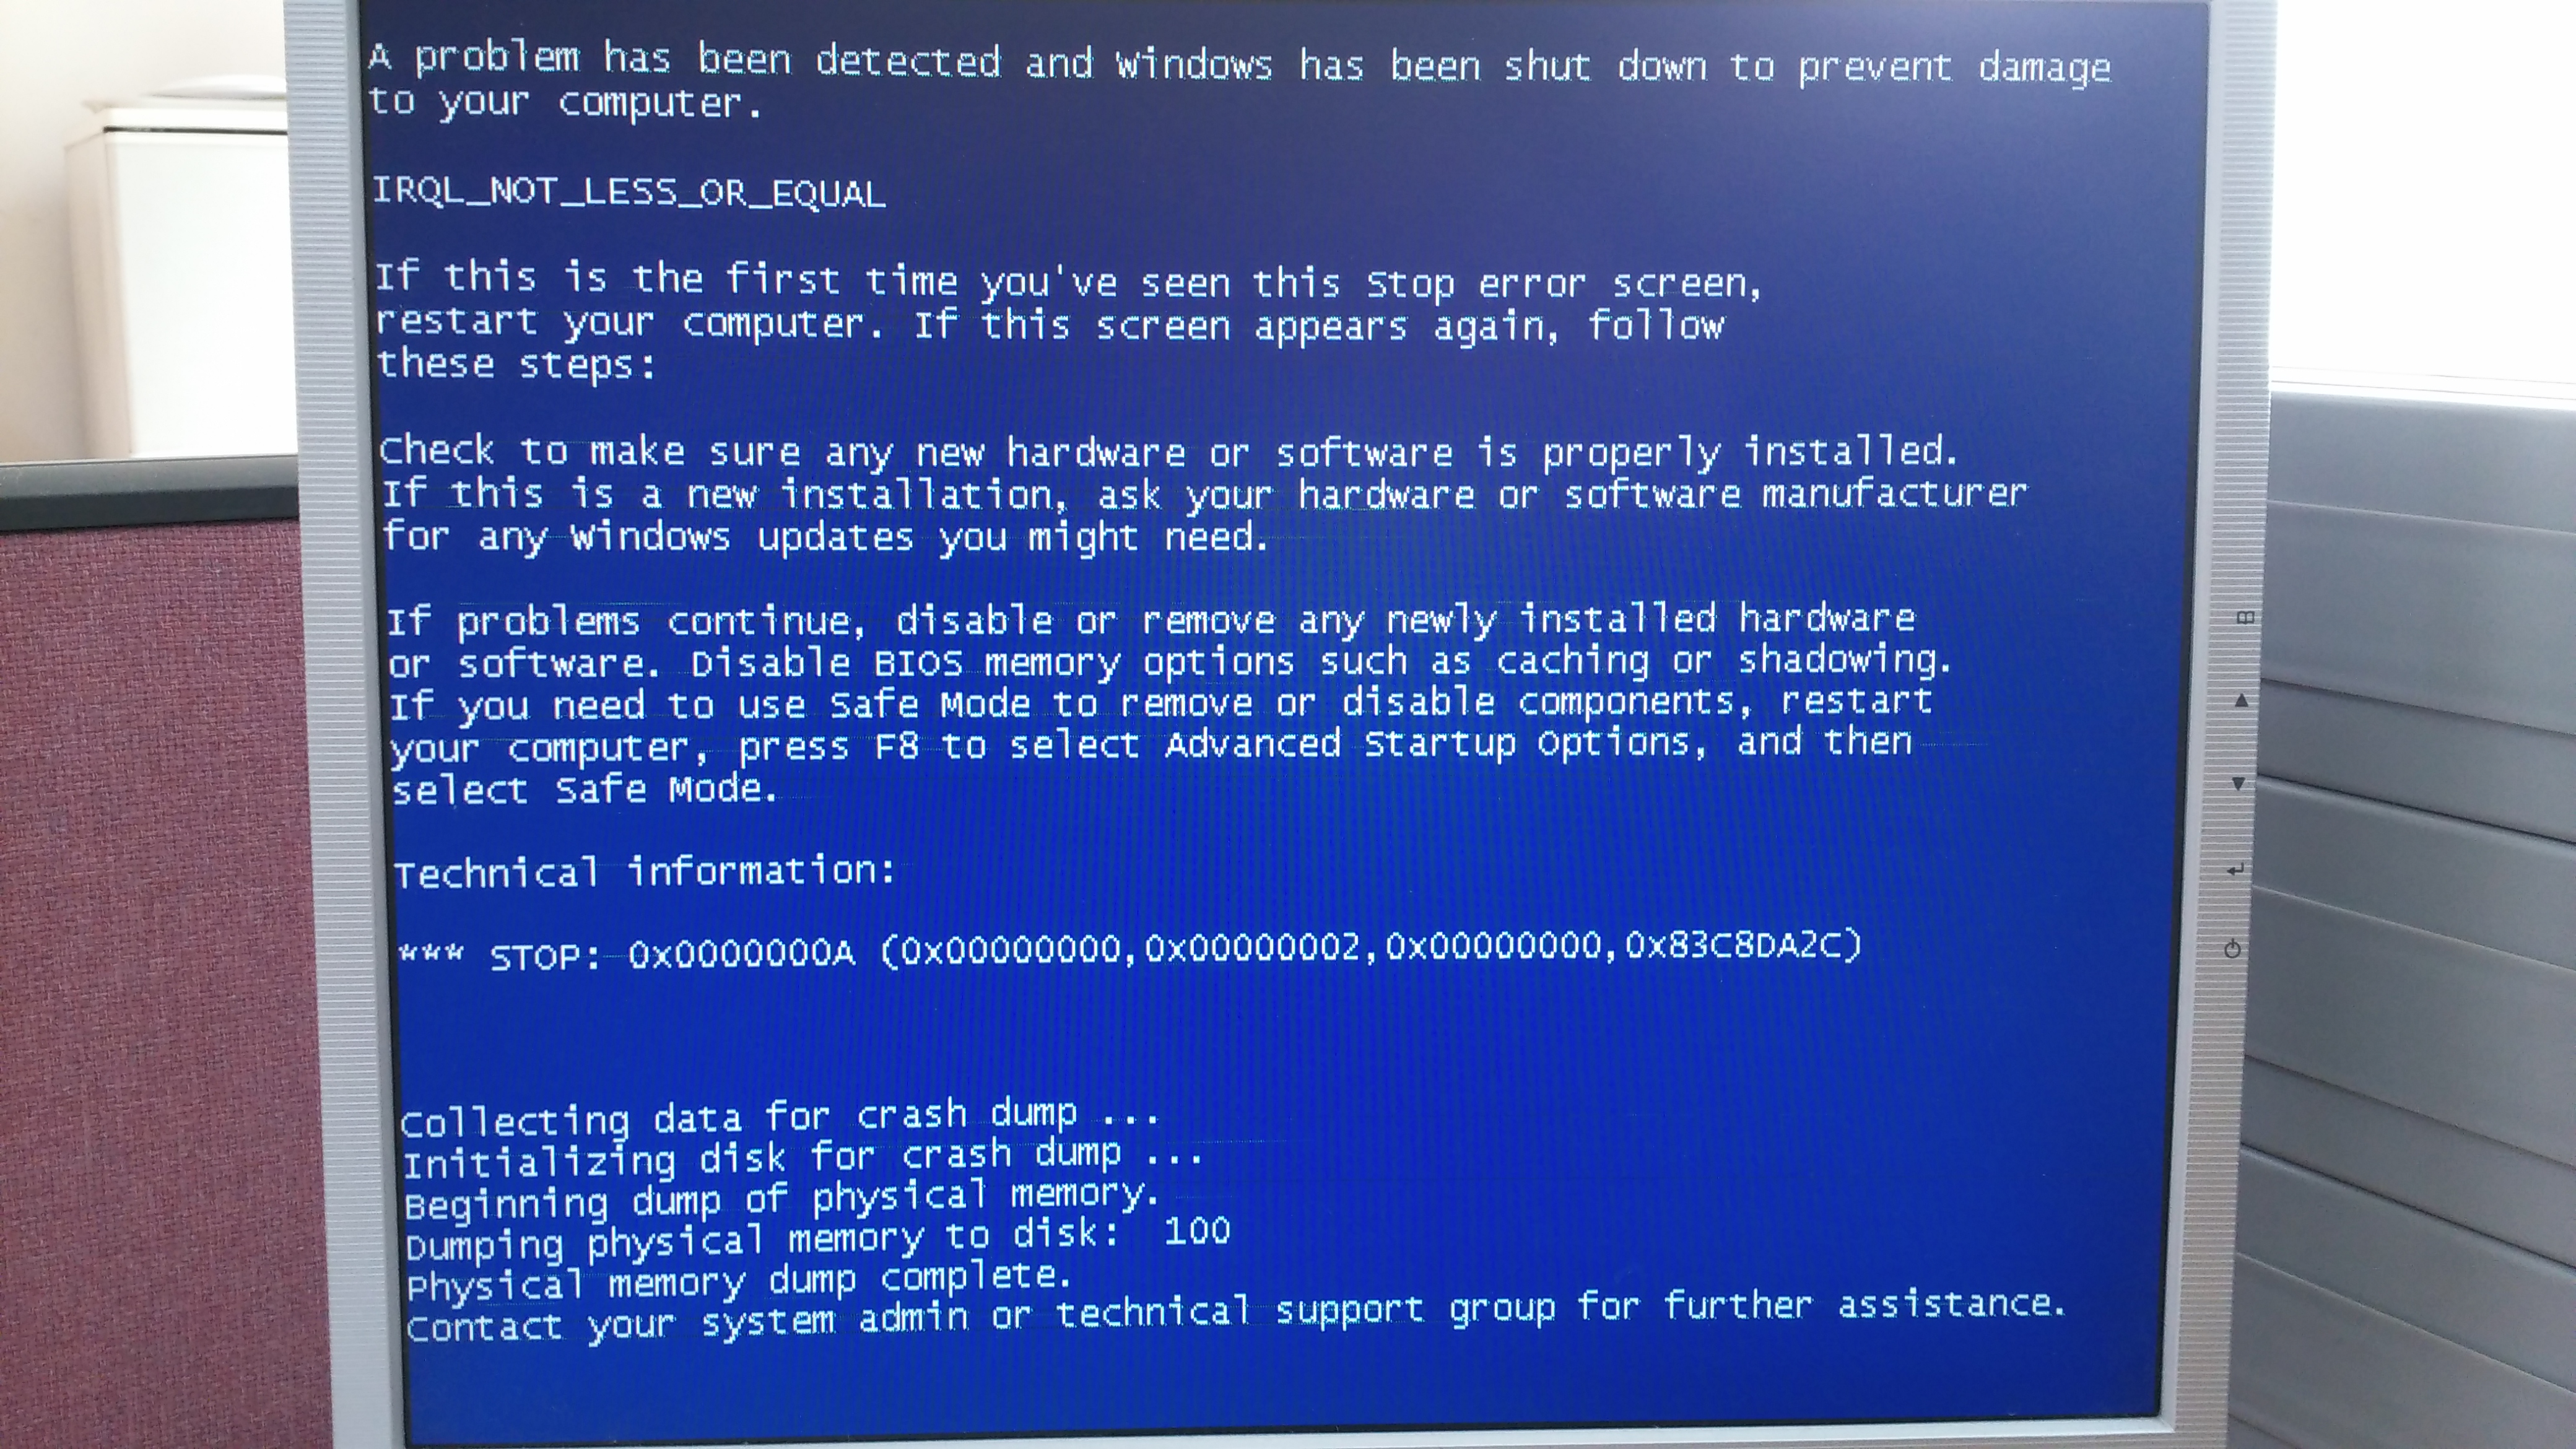 A problem has been detected and windows has been shut down to prevent damage
to your computer.
IRQL_NOT_LESS_OR_EQUAL
If this is the first time you've seen this Stop error screen,
restart your computer. If this screen appears again, follow
these steps:
Check to make sure any new hardware or software is properly installed.
If this is a new installation, ask your hardware or software manufacturer
for any windows updates you might need.
If problems continue, disable or remove any newly installed hardware
or software. Disable BIOS memory options such as caching or shadowing.
If you need to use Safe Mode to remove or disable components, restart
your computer, press F8 to select Advanced Startup Options, and then
select Safe Mode.
Technical information:
*** STOP: 0x0000000A (0x00000000,0x00000002,0x00000000,0x83C8DA2C)
Collecting data for crash dump ...
Initializing disk for crash dump ...
Beginning dump of physical memory.
Dumping physical memory to disk:  100
Physical memory dump complete.
Contact your system admin or technical support group for further assistance.